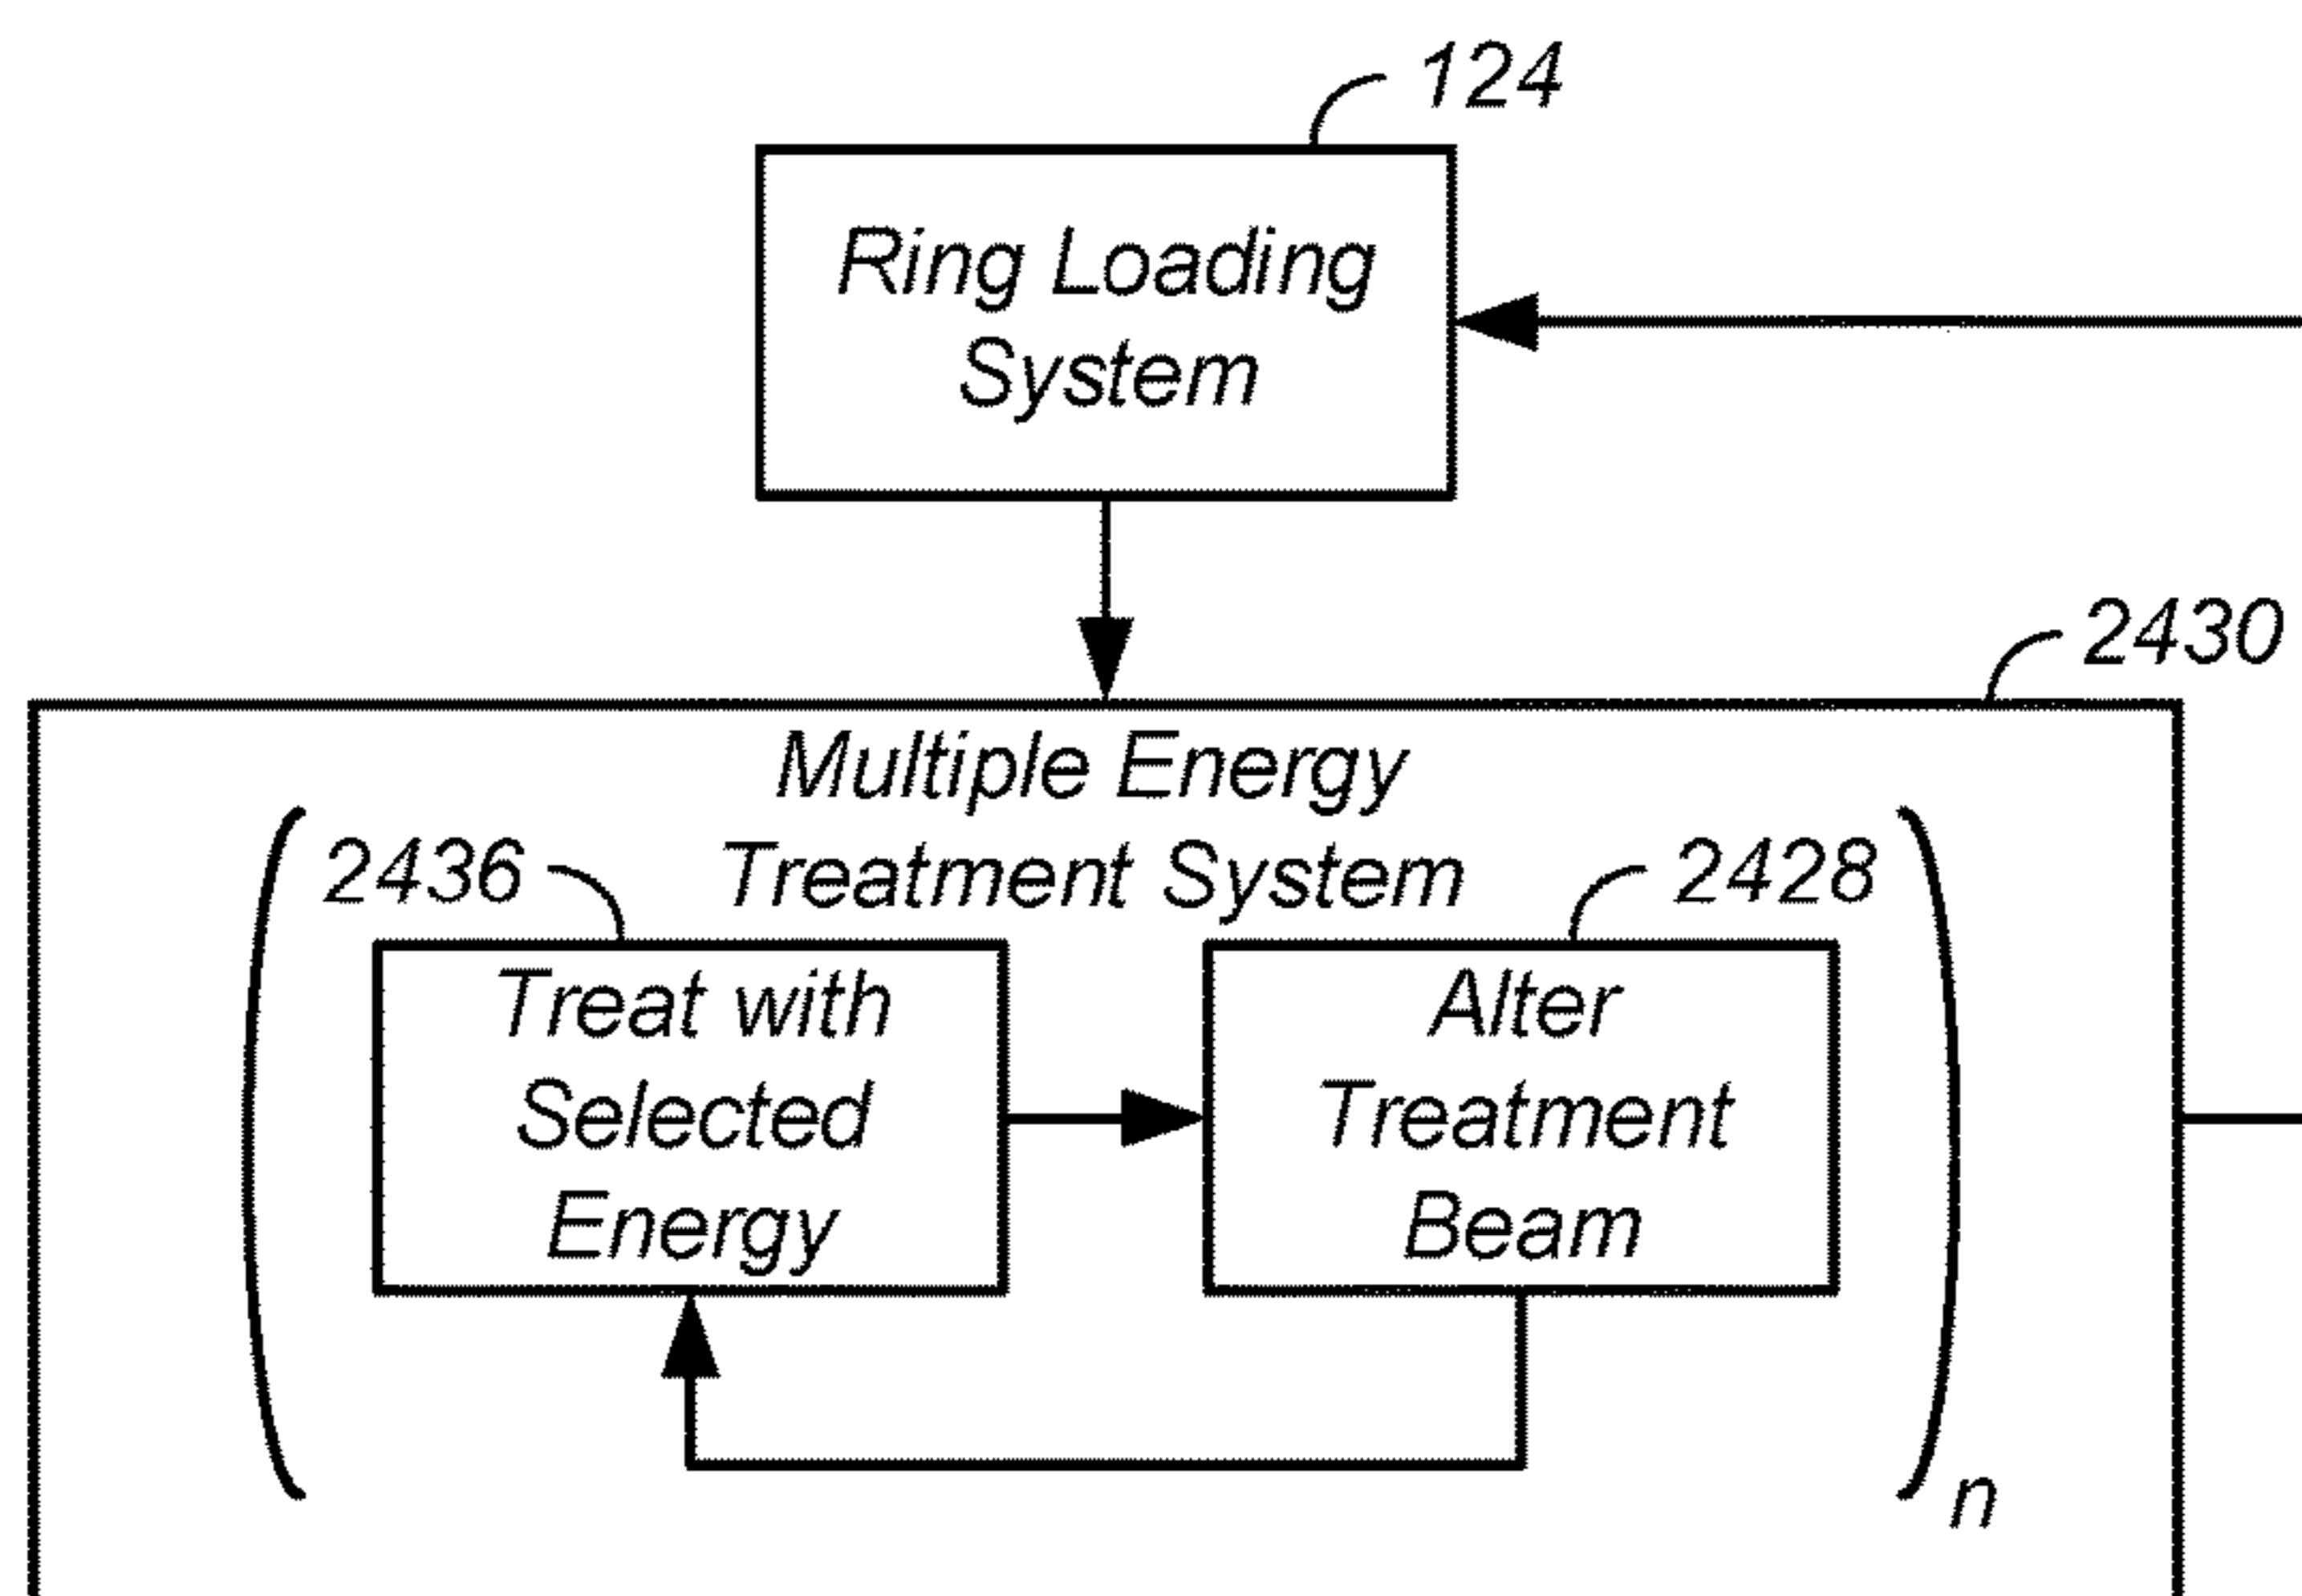 124
Ring Loading
System
2430
Multiple Energy
Treatment System
2436
2428
Treat with
Selected
Energy
Alter
Treatment
Beam
n